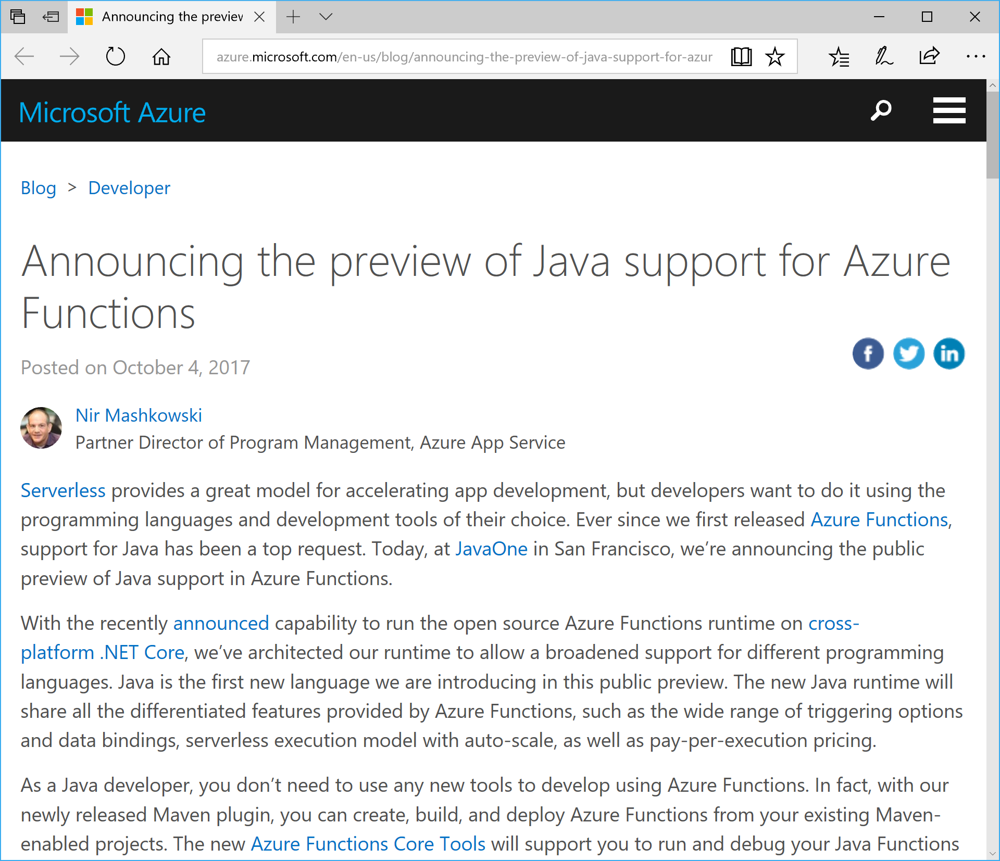 Announcing the preview
azure.microsoft.com/en-us/blog/announcing-the-preview-of-java-support-for-azur
Microsoft Azure
Blog > Developer
Announcing the preview of Java support for Azure
Functions
Posted on October 4, 2017
Nir Mashkowski
Partner Director of Program Management, Azure App Service
Serverless provides a great model for accelerating app development, but developers want to do it using the
programming languages and development tools of their choice. Ever since we first released Azure Functions,
support for Java has been a top request. Today, at JavaOne in San Francisco, we’re announcing the public
preview of Java support in Azure Functions.
With the recently announced capability to run the open source Azure Functions runtime on cross-
platform .NET Core, we’ve architected our runtime to allow a broadened support for different programming
languages. Java is the first new language we are introducing in this public preview. The new Java runtime will
share all the differentiated features provided by Azure Functions, such as the wide range of triggering options
and data bindings, serverless execution model with auto-scale, as well as pay-per-execution pricing.
As a Java developer, you don’t need to use any new tools to develop using Azure Functions. In fact, with our
newly released Maven plugin, you can create, build, and deploy Azure Functions from your existing Maven-
enabled projects. The new Azure Functions Core Tools will support you to run and debug your Java Functions